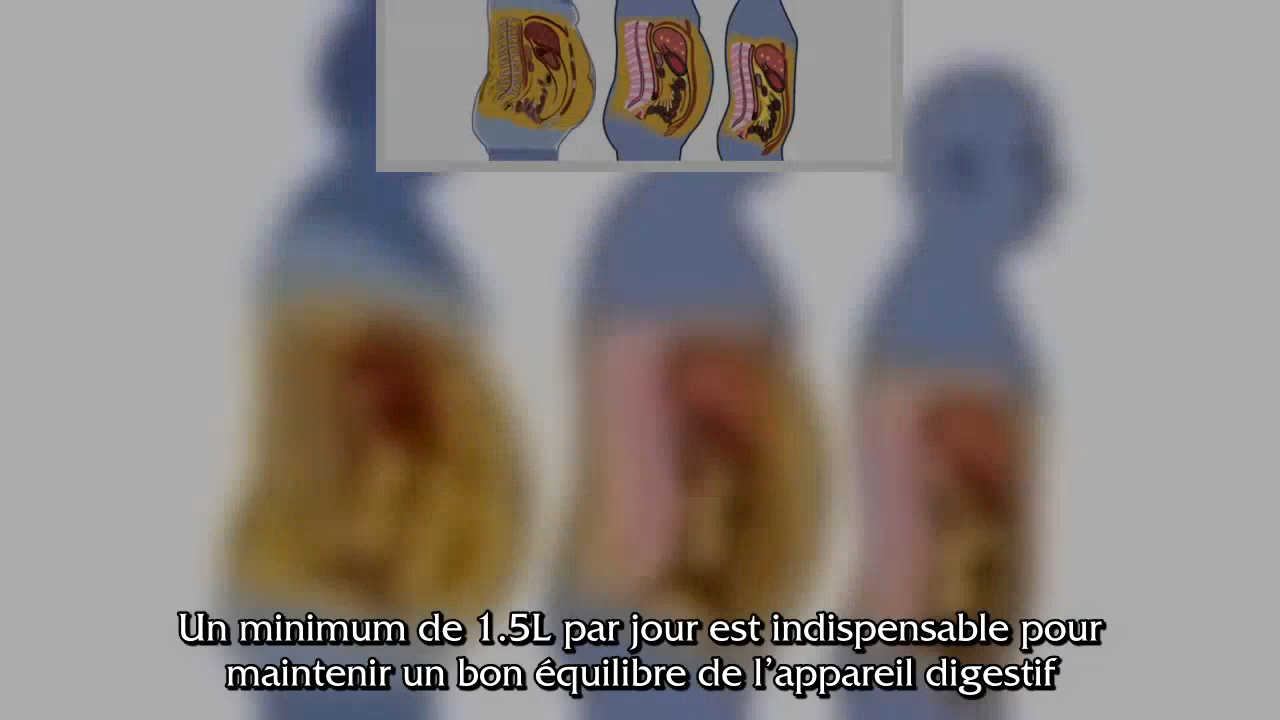 Un minimum de 1.5L par jour est indispensable pour
maintenir un bon équilibre de l'appareil digestif